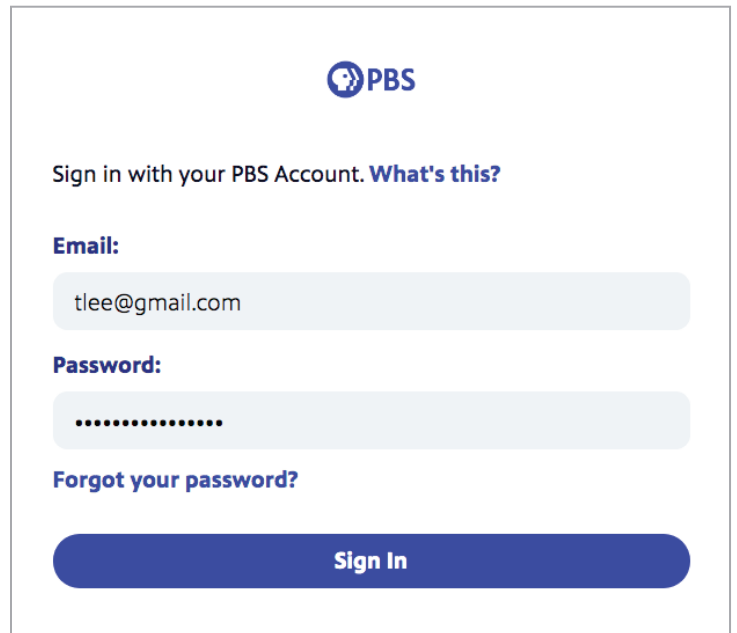 PBS
Sign in with your PBS Account. What's this?
Email:
tlee@gmail.com
Password:
••••••••••••••••
Forgot your password?
Sign In